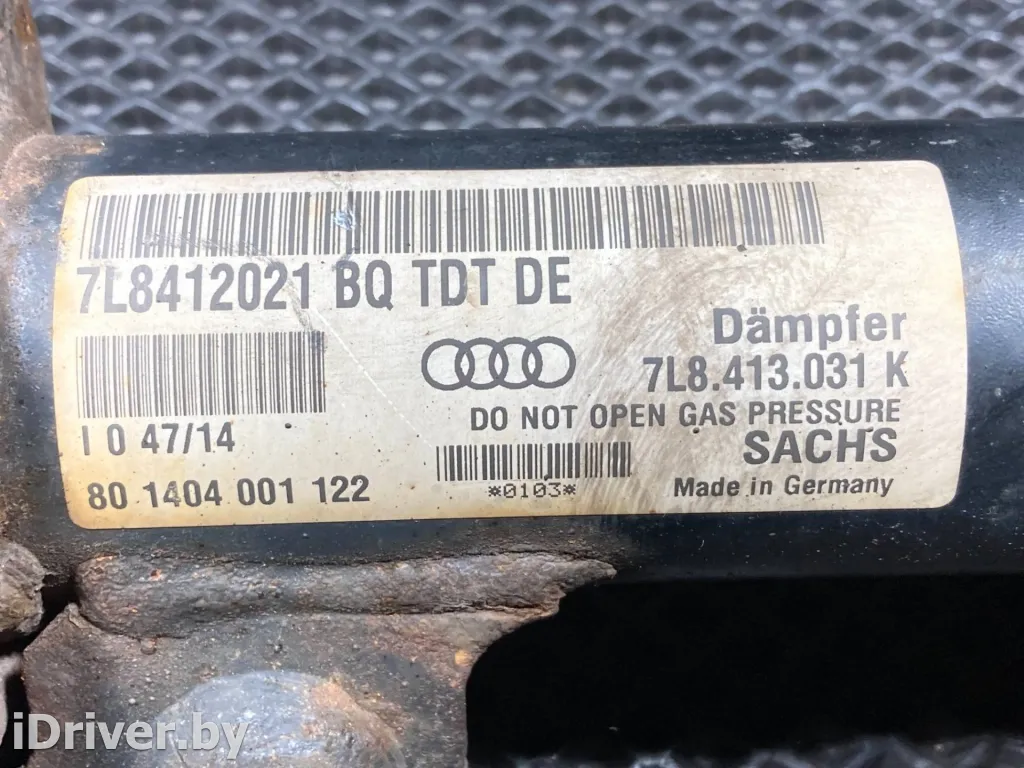 7L8412021 BQ TDT DE
Dämpfer
7L8.413.031 K
DO NOT OPEN GAS PRESSURE
I 0 47/14
SACHS
80 1404 001 122
*0103*
Made in Germany
iDriver.by